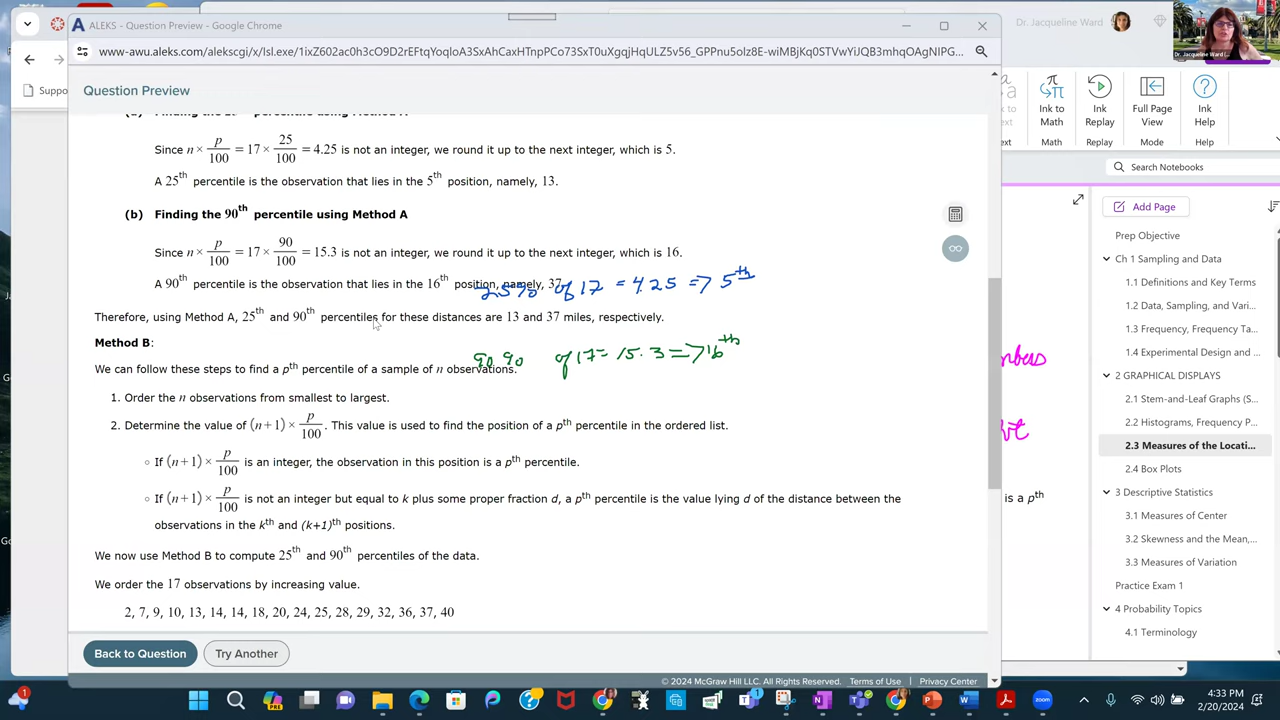 ALEKS - Question Preview - Google Chrome
Dr. Jacqueline Ward
Question Preview
Since n × p/100 = 17 × 25/100 = 4.25 is not an integer, we round it up to the next integer, which is 5.
A 25th percentile is the observation that lies in the 5th position, namely, 13.
(b) Finding the 90th percentile using Method A
Since n × p/100 = 17 × 90/100 = 15.3 is not an integer, we round it up to the next integer, which is 16.
A 90th percentile is the observation that lies in the 16th position, namely, 37.
25% of 17 = 4.25 => 5th
Therefore, using Method A, 25th and 90th percentiles for these distances are 13 and 37 miles, respectively.
Method B:
of 17 = 15.3 => 16th
We can follow these steps to find a pth percentile of a sample of n observations.
1. Order the n observations from smallest to largest.
2. Determine the value of (n+1) × p/100. This value is used to find the position of a pth percentile in the ordered list.
If (n+1) × p/100 is an integer, the observation in this position is a pth percentile.
If (n+1) × p/100 is not an integer but equal to k plus some proper fraction d, a pth percentile is the value lying d of the distance between the
observations in the kth and (k+1)th positions.
We now use Method B to compute 25th and 90th percentiles of the data.
We order the 17 observations by increasing value.
2, 7, 9, 10, 13, 14, 14, 18, 20, 24, 25, 28, 29, 32, 36, 37, 40
Back to Question
Try Another
© 2024 McGraw Hill LLC. All Rights Reserved. Terms of Use | Privacy Center
Suppo
Ink to Math
Ink Replay
Full Page View
Ink Help
Math
Replay
Mode
Help
Search Notebooks
Add Page
Prep Objective
Ch 1 Sampling and Data
1.1 Definitions and Key Terms
1.2 Data, Sampling, and Vari...
1.3 Frequency, Frequency Ta...
1.4 Experimental Design and ...
2 GRAPHICAL DISPLAYS
2.1 Stem-and-Leaf Graphs (S...
2.2 Histograms, Frequency P...
2.3 Measures of the Locati...
2.4 Box Plots
3 Descriptive Statistics
3.1 Measures of Center
3.2 Skewness and the Mean,...
3.3 Measures of Variation
Practice Exam 1
4 Probability Topics
4.1 Terminology
is a pth
4:33 PM
2/20/2024